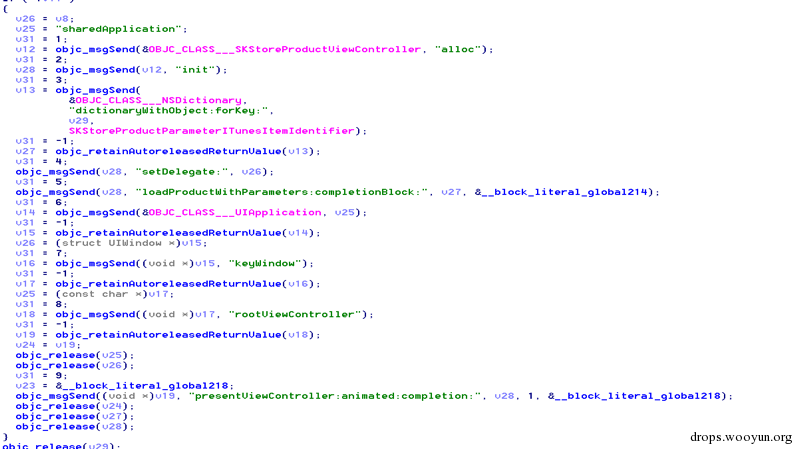 {
v26 = v8;
v25 = "sharedApplication";
v31 = 1;
v12 = objc_msgSend(&OBJC_CLASS___SKStoreProductViewController, "alloc");
v31 = 2;
v28 = objc_msgSend(v12, "init");
v31 = 3;
v13 = objc_msgSend(
&OBJC_CLASS___NSDictionary,
"dictionaryWithObject:forKey:",
v29,
SKStoreProductParameterITunesItemIdentifier);
v31 = -1;
v27 = objc_retainAutoreleasedReturnValue(v13);
v31 = 4;
objc_msgSend(v28, "setDelegate:", v26);
v31 = 5;
objc_msgSend(v28, "loadProductWithParameters:completionBlock:", v27, &__block_literal_global214);
v31 = 6;
v14 = objc_msgSend(&OBJC_CLASS___UIApplication, v25);
v31 = -1;
v15 = objc_retainAutoreleasedReturnValue(v14);
v26 = (struct UIWindow *)v15;
v31 = 7;
v16 = objc_msgSend((void *)v15, "keyWindow");
v31 = -1;
v17 = objc_retainAutoreleasedReturnValue(v16);
v25 = (const char *)v17;
v31 = 8;
v18 = objc_msgSend((void *)v17, "rootViewController");
v31 = -1;
v19 = objc_retainAutoreleasedReturnValue(v18);
v24 = v19;
objc_release(v25);
objc_release(v26);
v31 = 9;
v23 = &__block_literal_global218;
objc_msgSend((void *)v19, "presentViewController:animated:completion:", v28, 1, &__block_literal_global218);
objc_release(v24);
objc_release(v27);
objc_release(v28);
}
objc_release(v29);
drops.wooyun.org